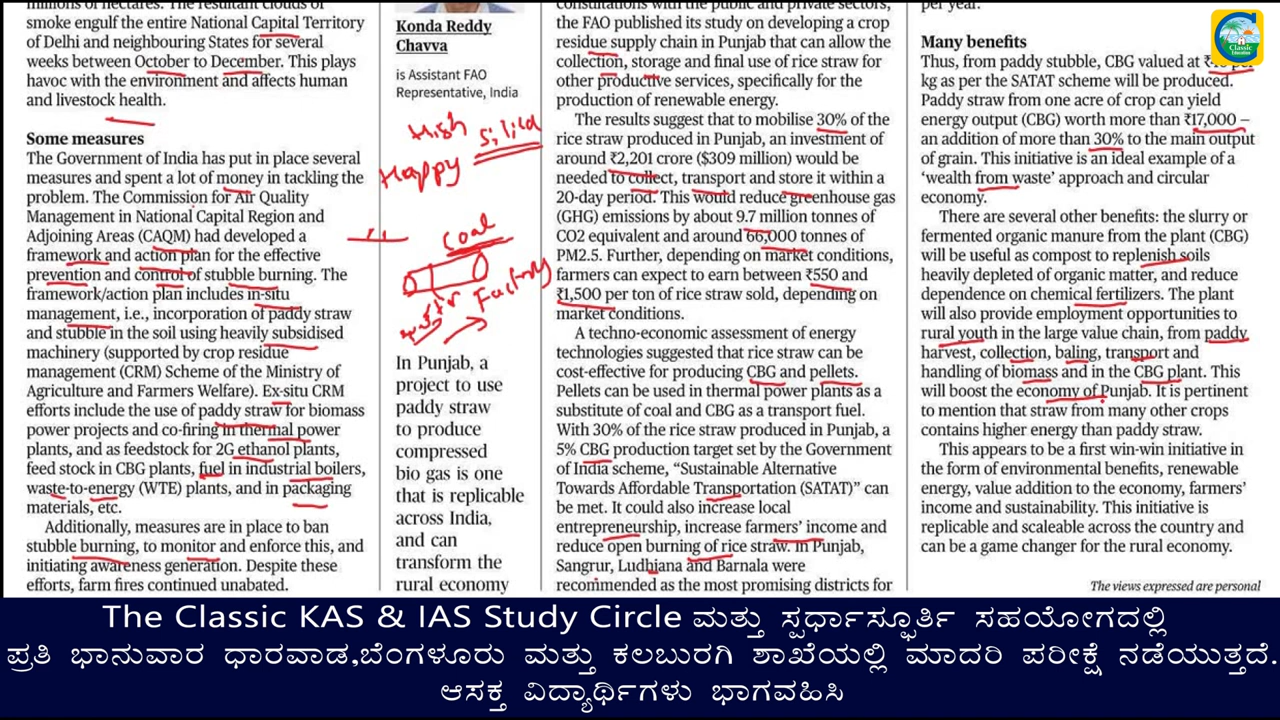 millions of hectares. The resultant clouds of
smoke engulf the entire National Capital Territory
of Delhi and neighbouring States for several
weeks between October to December. This plays
havoc with the environment and affects human
and livestock health.
Some measures
The Government of India has put in place several
measures and spent a lot of money in tackling the
problem. The Commission for Air Quality
Management in National Capital Region and
Adjoining Areas (CAQM) had developed a
framework and action plan for the effective
prevention and control of stubble burning. The
framework/action plan includes in-situ
management, i.e., incorporation of paddy straw
and stubble in the soil using heavily subsidised
machinery (supported by crop residue
management (CRM) Scheme of the Ministry of
Agriculture and Farmers Welfare). Ex-situ CRM
efforts include the use of paddy straw for biomass
power projects and co-firing in thermal power
plants, and as feedstock for 2G ethanol plants,
feed stock in CBG plants, fuel in industrial boilers,
waste-to-energy (WTE) plants, and in packaging
materials, etc.
Additionally, measures are in place to ban
stubble burning, to monitor and enforce this, and
initiating awareness generation. Despite these
efforts, farm fires continued unabated.
Konda Reddy
Chavva
is Assistant FAO
Representative, India
High
Silica
Happy
Coal
Factory
In Punjab, a
project to use
paddy straw
to produce
compressed
bio gas is one
that is replicable
across India,
and can
transform the
rural economy
consultations with the public and private sectors,
the FAO published its study on developing a crop
residue supply chain in Punjab that can allow the
collection, storage and final use of rice straw for
other productive services, specifically for the
production of renewable energy.
The results suggest that to mobilise 30% of the
rice straw produced in Punjab, an investment of
around ₹2,201 crore ($309 million) would be
needed to collect, transport and store it within a
20-day period. This would reduce greenhouse gas
(GHG) emissions by about 9.7 million tonnes of
CO2 equivalent and around 66,000 tonnes of
PM2.5. Further, depending on market conditions,
farmers can expect to earn between ₹550 and
₹1,500 per ton of rice straw sold, depending on
market conditions.
A techno-economic assessment of energy
technologies suggested that rice straw can be
cost-effective for producing CBG and pellets.
Pellets can be used in thermal power plants as a
substitute of coal and CBG as a transport fuel.
With 30% of the rice straw produced in Punjab, a
5% CBG production target set by the Government
of India scheme, “Sustainable Alternative
Towards Affordable Transportation (SATAT)” can
be met. It could also increase local
entrepreneurship, increase farmers’ income and
reduce open burning of rice straw. In Punjab,
Sangrur, Ludhiana and Barnala were
recommended as the most promising districts for
per year.
Many benefits
Thus, from paddy stubble, CBG valued at per
kg as per the SATAT scheme will be produced.
Paddy straw from one acre of crop can yield
energy output (CBG) worth more than ₹17,000 –
an addition of more than 30% to the main output
of grain. This initiative is an ideal example of a
‘wealth from waste’ approach and circular
economy.
There are several other benefits: the slurry or
fermented organic manure from the plant (CBG)
will be useful as compost to replenish soils
heavily depleted of organic matter, and reduce
dependence on chemical fertilizers. The plant
will also provide employment opportunities to
rural youth in the large value chain, from paddy
harvest, collection, baling, transport and
handling of biomass and in the CBG plant. This
will boost the economy of Punjab. It is pertinent
to mention that straw from many other crops
contains higher energy than paddy straw.
This appears to be a first win-win initiative in
the form of environmental benefits, renewable
energy, value addition to the economy, farmers’
income and sustainability. This initiative is
replicable and scaleable across the country and
can be a game changer for the rural economy.
The views expressed are personal
Classic
Education
The Classic KAS & IAS Study Circle ಮತ್ತು ಸ್ಪರ್ಧಾಸ್ಫೂರ್ತಿ ಸಹಯೋಗದಲ್ಲಿ
ಪ್ರತಿ ಭಾನುವಾರ ಧಾರವಾಡ,ಬೆಂಗಳೂರು ಮತ್ತು ಕಲಬುರಗಿ ಶಾಖೆಯಲ್ಲಿ ಮಾದರಿ ಪರೀಕ್ಷೆ ನಡೆಯುತ್ತದೆ.
ಆಸಕ್ತ ವಿದ್ಯಾರ್ಥಿಗಳು ಭಾಗವಹಿಸಿ